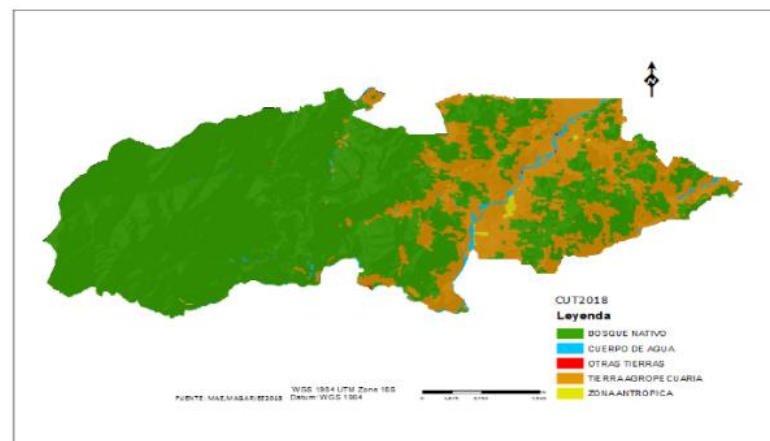 CUT2018
Leyenda
BOSQUE NATIVO
CUERPO DE AGUA
OTRAS TIERRAS
TIERRA AGROPECUARIA
ZONA ANTROPICA
WGS 1984 UTM Zone 18S
Datum: WGS 1984